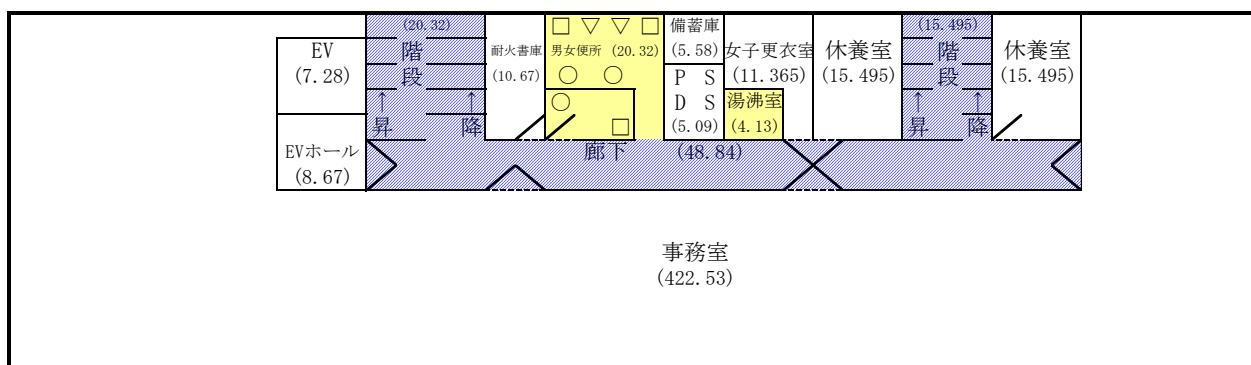 EV
(7.28)
EVホール
(8.67)
(20.32)
階
段
↑
昇
↑
降
耐火書庫
(10.67)
□ ▽ ▽ □
男女便所 (20.32)
○ ○
○
□
備蓄庫
(5.58)
P S
D S
(5.09)
女子更衣室
(11.365)
湯沸室
(4.13)
休養室
(15.495)
(15.495)
階
段
↑
昇
↑
降
休養室
(15.495)
廊下 (48.84)
事務室
(422.53)